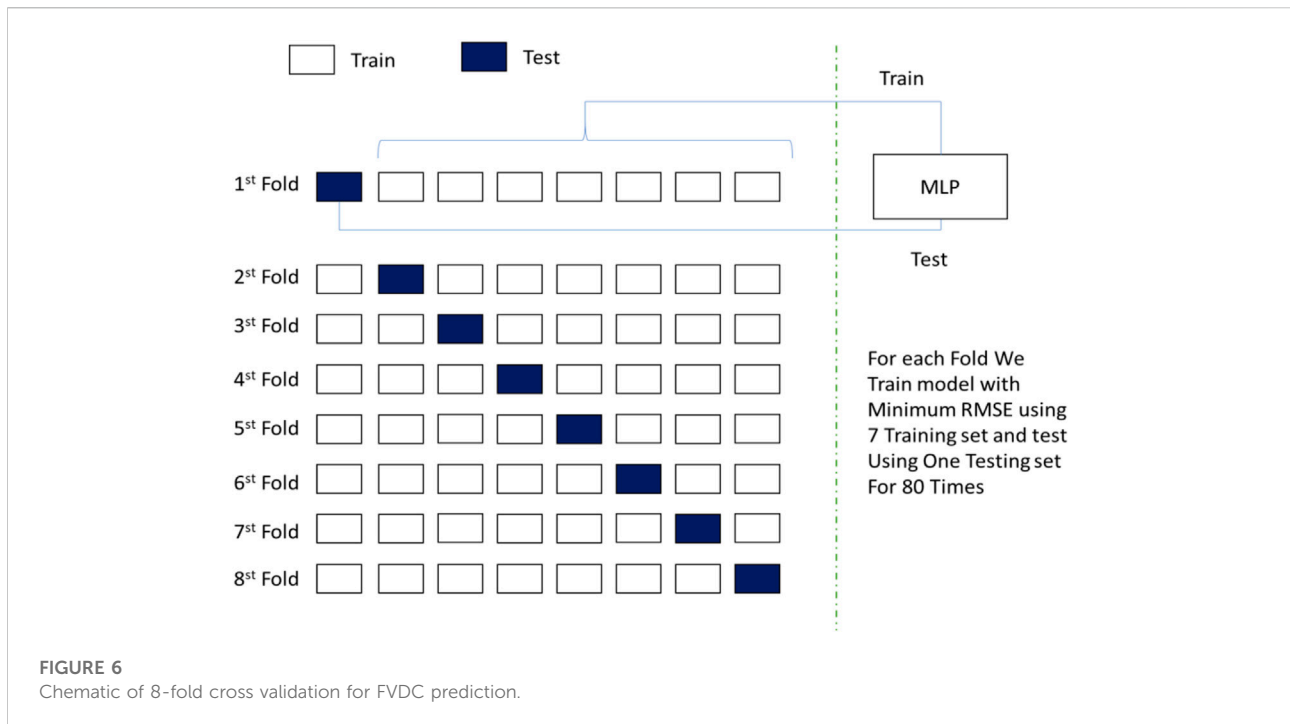 Train
Test
Train
1st Fold
MLP
Test
2st Fold
3st Fold
4st Fold
5st Fold
6st Fold
7st Fold
8st Fold
For each Fold We
Train model with
Minimum RMSE using
7 Training set and test
Using One Testing set
For 80 Times
FIGURE 6
Chematic of 8-fold cross validation for FVDC prediction.